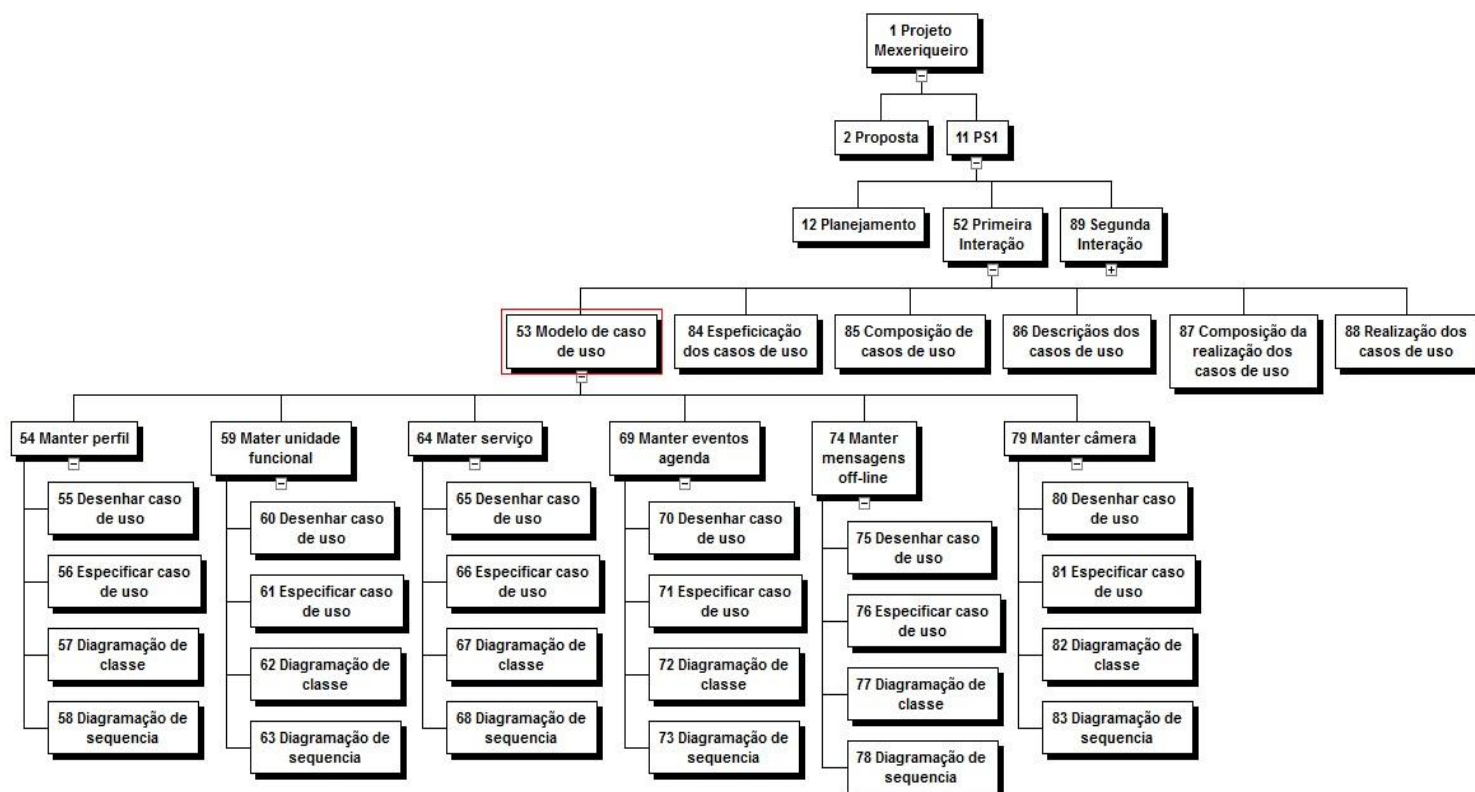 1 Projeto
Mexeriqueiro
2 Proposta
11 PS1
12 Planejamento
52 Primeira
Interação
89 Segunda
Interação
53 Modelo de caso
de uso
84 Espeficicação
dos casos de uso
85 Composição de
casos de uso
86 Descriçãos dos
casos de uso
87 Composição da
realização dos
casos de uso
88 Realização dos
casos de uso
54 Manter perfil
55 Desenhar caso
de uso
56 Especificar caso
de uso
57 Diagramação de
classe
58 Diagramação de
sequencia
59 Mater unidade
funcional
60 Desenhar caso
de uso
61 Especificar caso
de uso
62 Diagramação de
classe
63 Diagramação de
sequencia
64 Mater serviço
65 Desenhar caso
de uso
66 Especificar caso
de uso
67 Diagramação de
classe
68 Diagramação de
sequencia
69 Manter eventos
agenda
70 Desenhar caso
de uso
71 Especificar caso
de uso
72 Diagramação de
classe
73 Diagramação de
sequencia
74 Manter
mensagens
off-line
75 Desenhar caso
de uso
76 Especificar caso
de uso
77 Diagramação de
classe
78 Diagramação de
sequencia
79 Manter câmera
80 Desenhar caso
de uso
81 Especificar caso
de uso
82 Diagramação de
classe
83 Diagramação de
sequencia